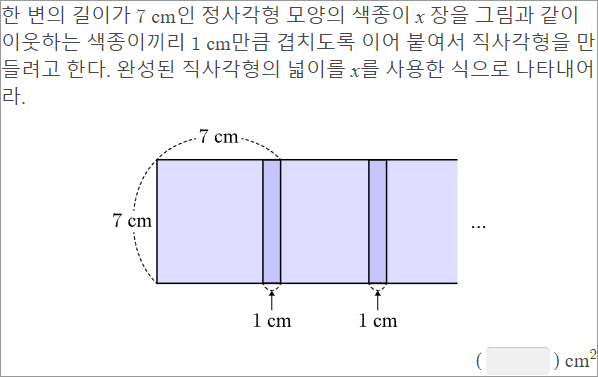 한 변의 길이가 7 cm인 정사각형 모양의 색종이 x 장을 그림과 같이
이웃하는 색종이끼리 1 cm만큼 겹치도록 이어 붙여서 직사각형을 만
들려고 한다. 완성된 직사각형의 넓이를 x를 사용한 식으로 나타내어
라.
7 cm
7 cm
...
1 cm 1 cm
( ) cm²